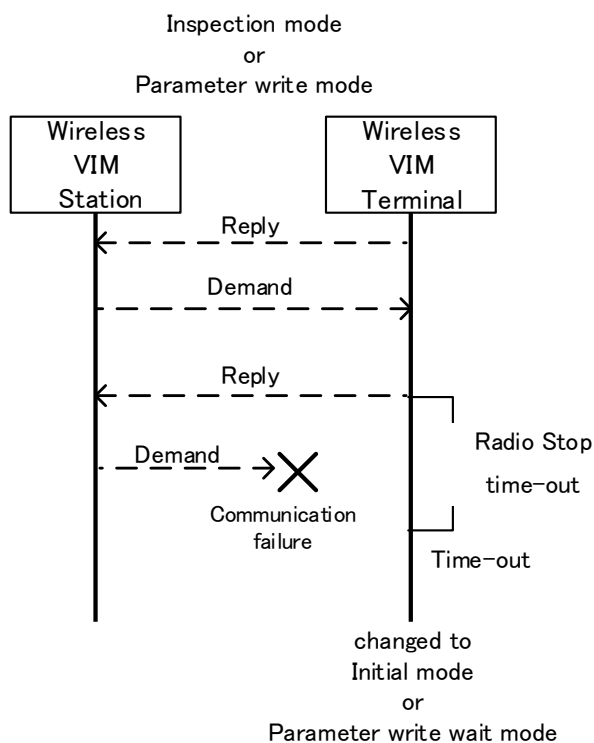 Inspection mode
or
Parameter write mode
Wireless
VIM
Station
Wireless
VIM
Terminal
Reply
Demand
Reply
Demand
Communication
failure
Radio Stop
time-out
Time-out
changed to
Initial mode
or
Parameter write wait mode